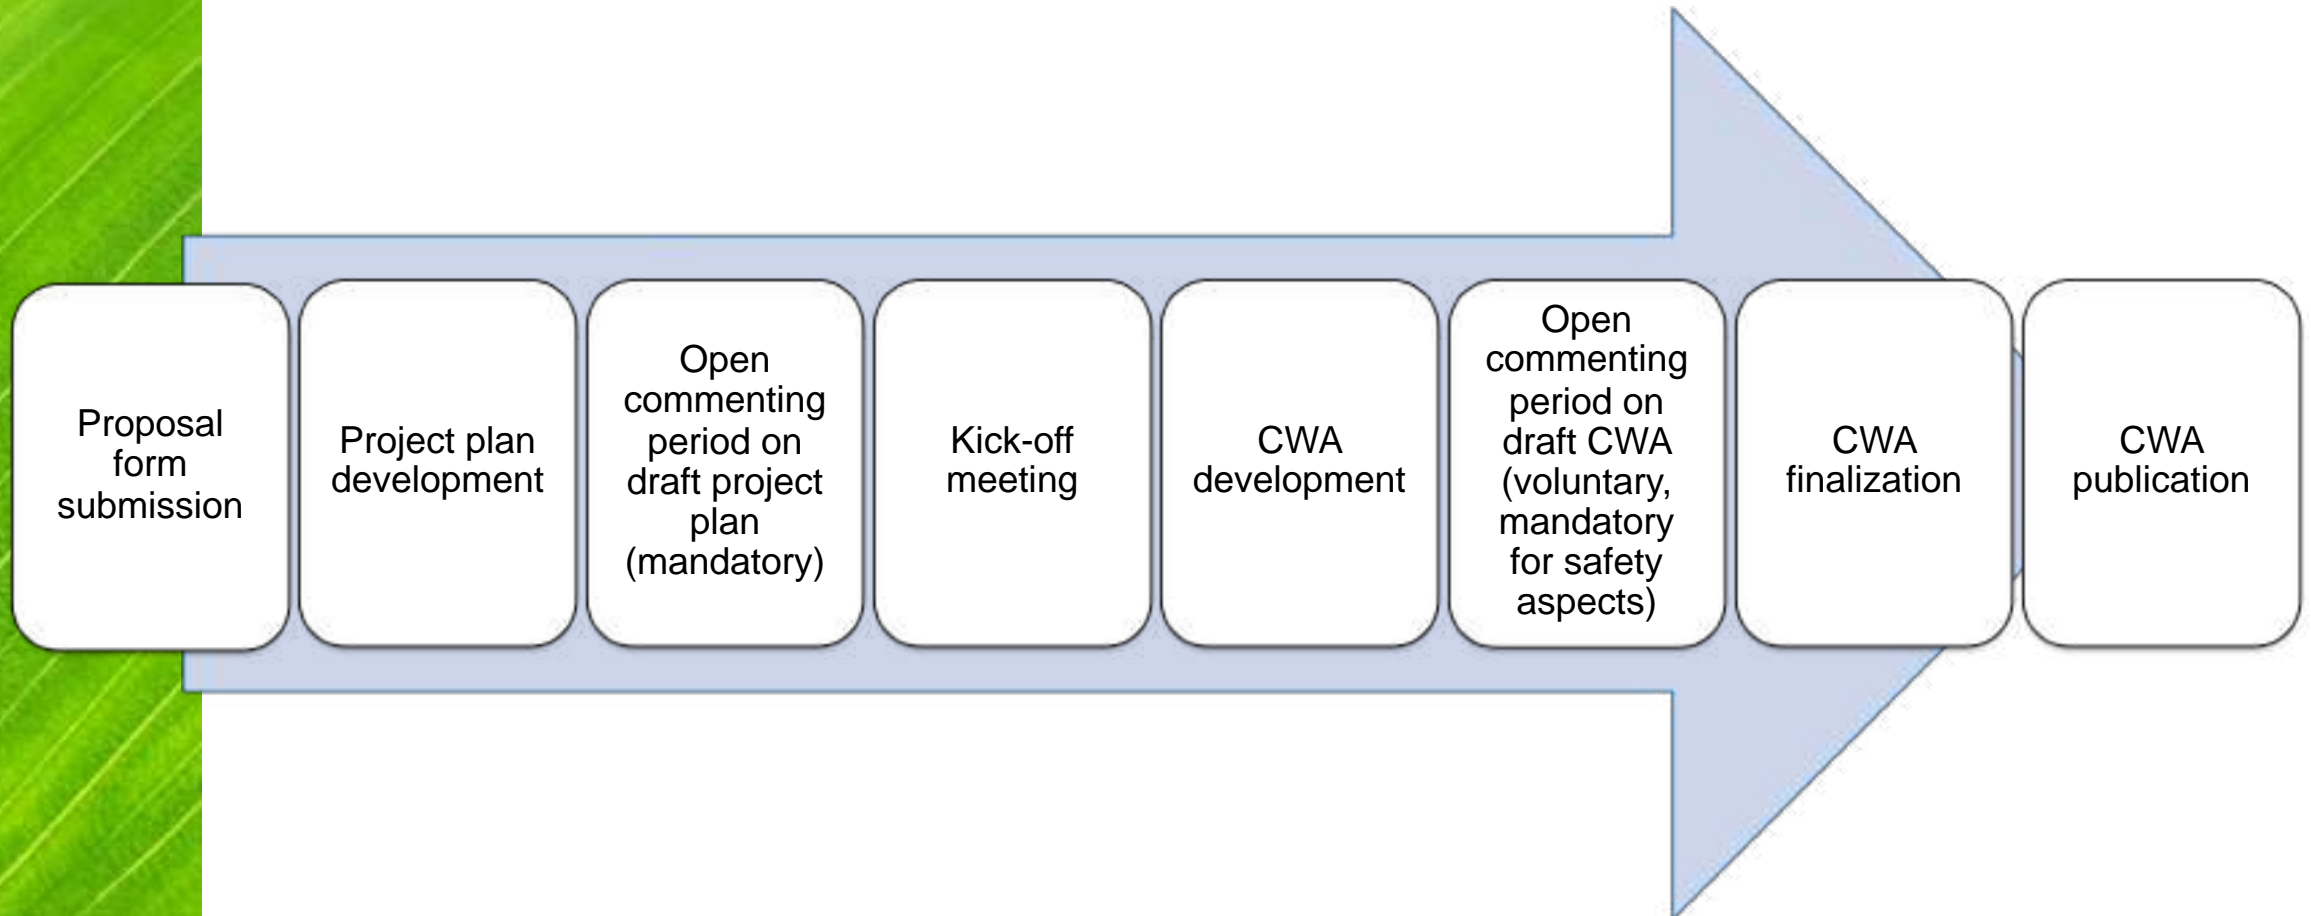 Proposal
form
submission
Project plan
development
Open
commenting
period on
draft project
plan
(mandatory)
Kick-off
meeting
CWA
development
Open
commenting
period on
draft CWA
(voluntary,
mandatory
for safety
aspects)
CWA
finalization
CWA
publication